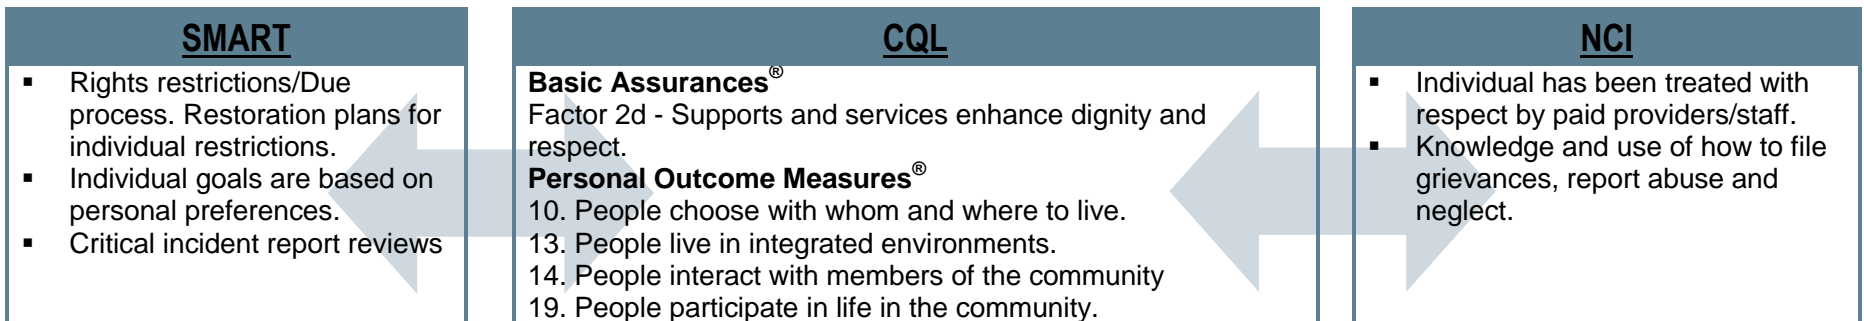 SMART
▪ Rights restrictions/Due
process. Restoration plans for
individual restrictions.
▪ Individual goals are based on
personal preferences.
▪ Critical incident report reviews
CQL
Basic Assurances®
Factor 2d - Supports and services enhance dignity and
respect.
Personal Outcome Measures®
10. People choose with whom and where to live.
13. People live in integrated environments.
14. People interact with members of the community
19. People participate in life in the community.
NCI
▪ Individual has been treated with
respect by paid providers/staff.
▪ Knowledge and use of how to file
grievances, report abuse and
neglect.